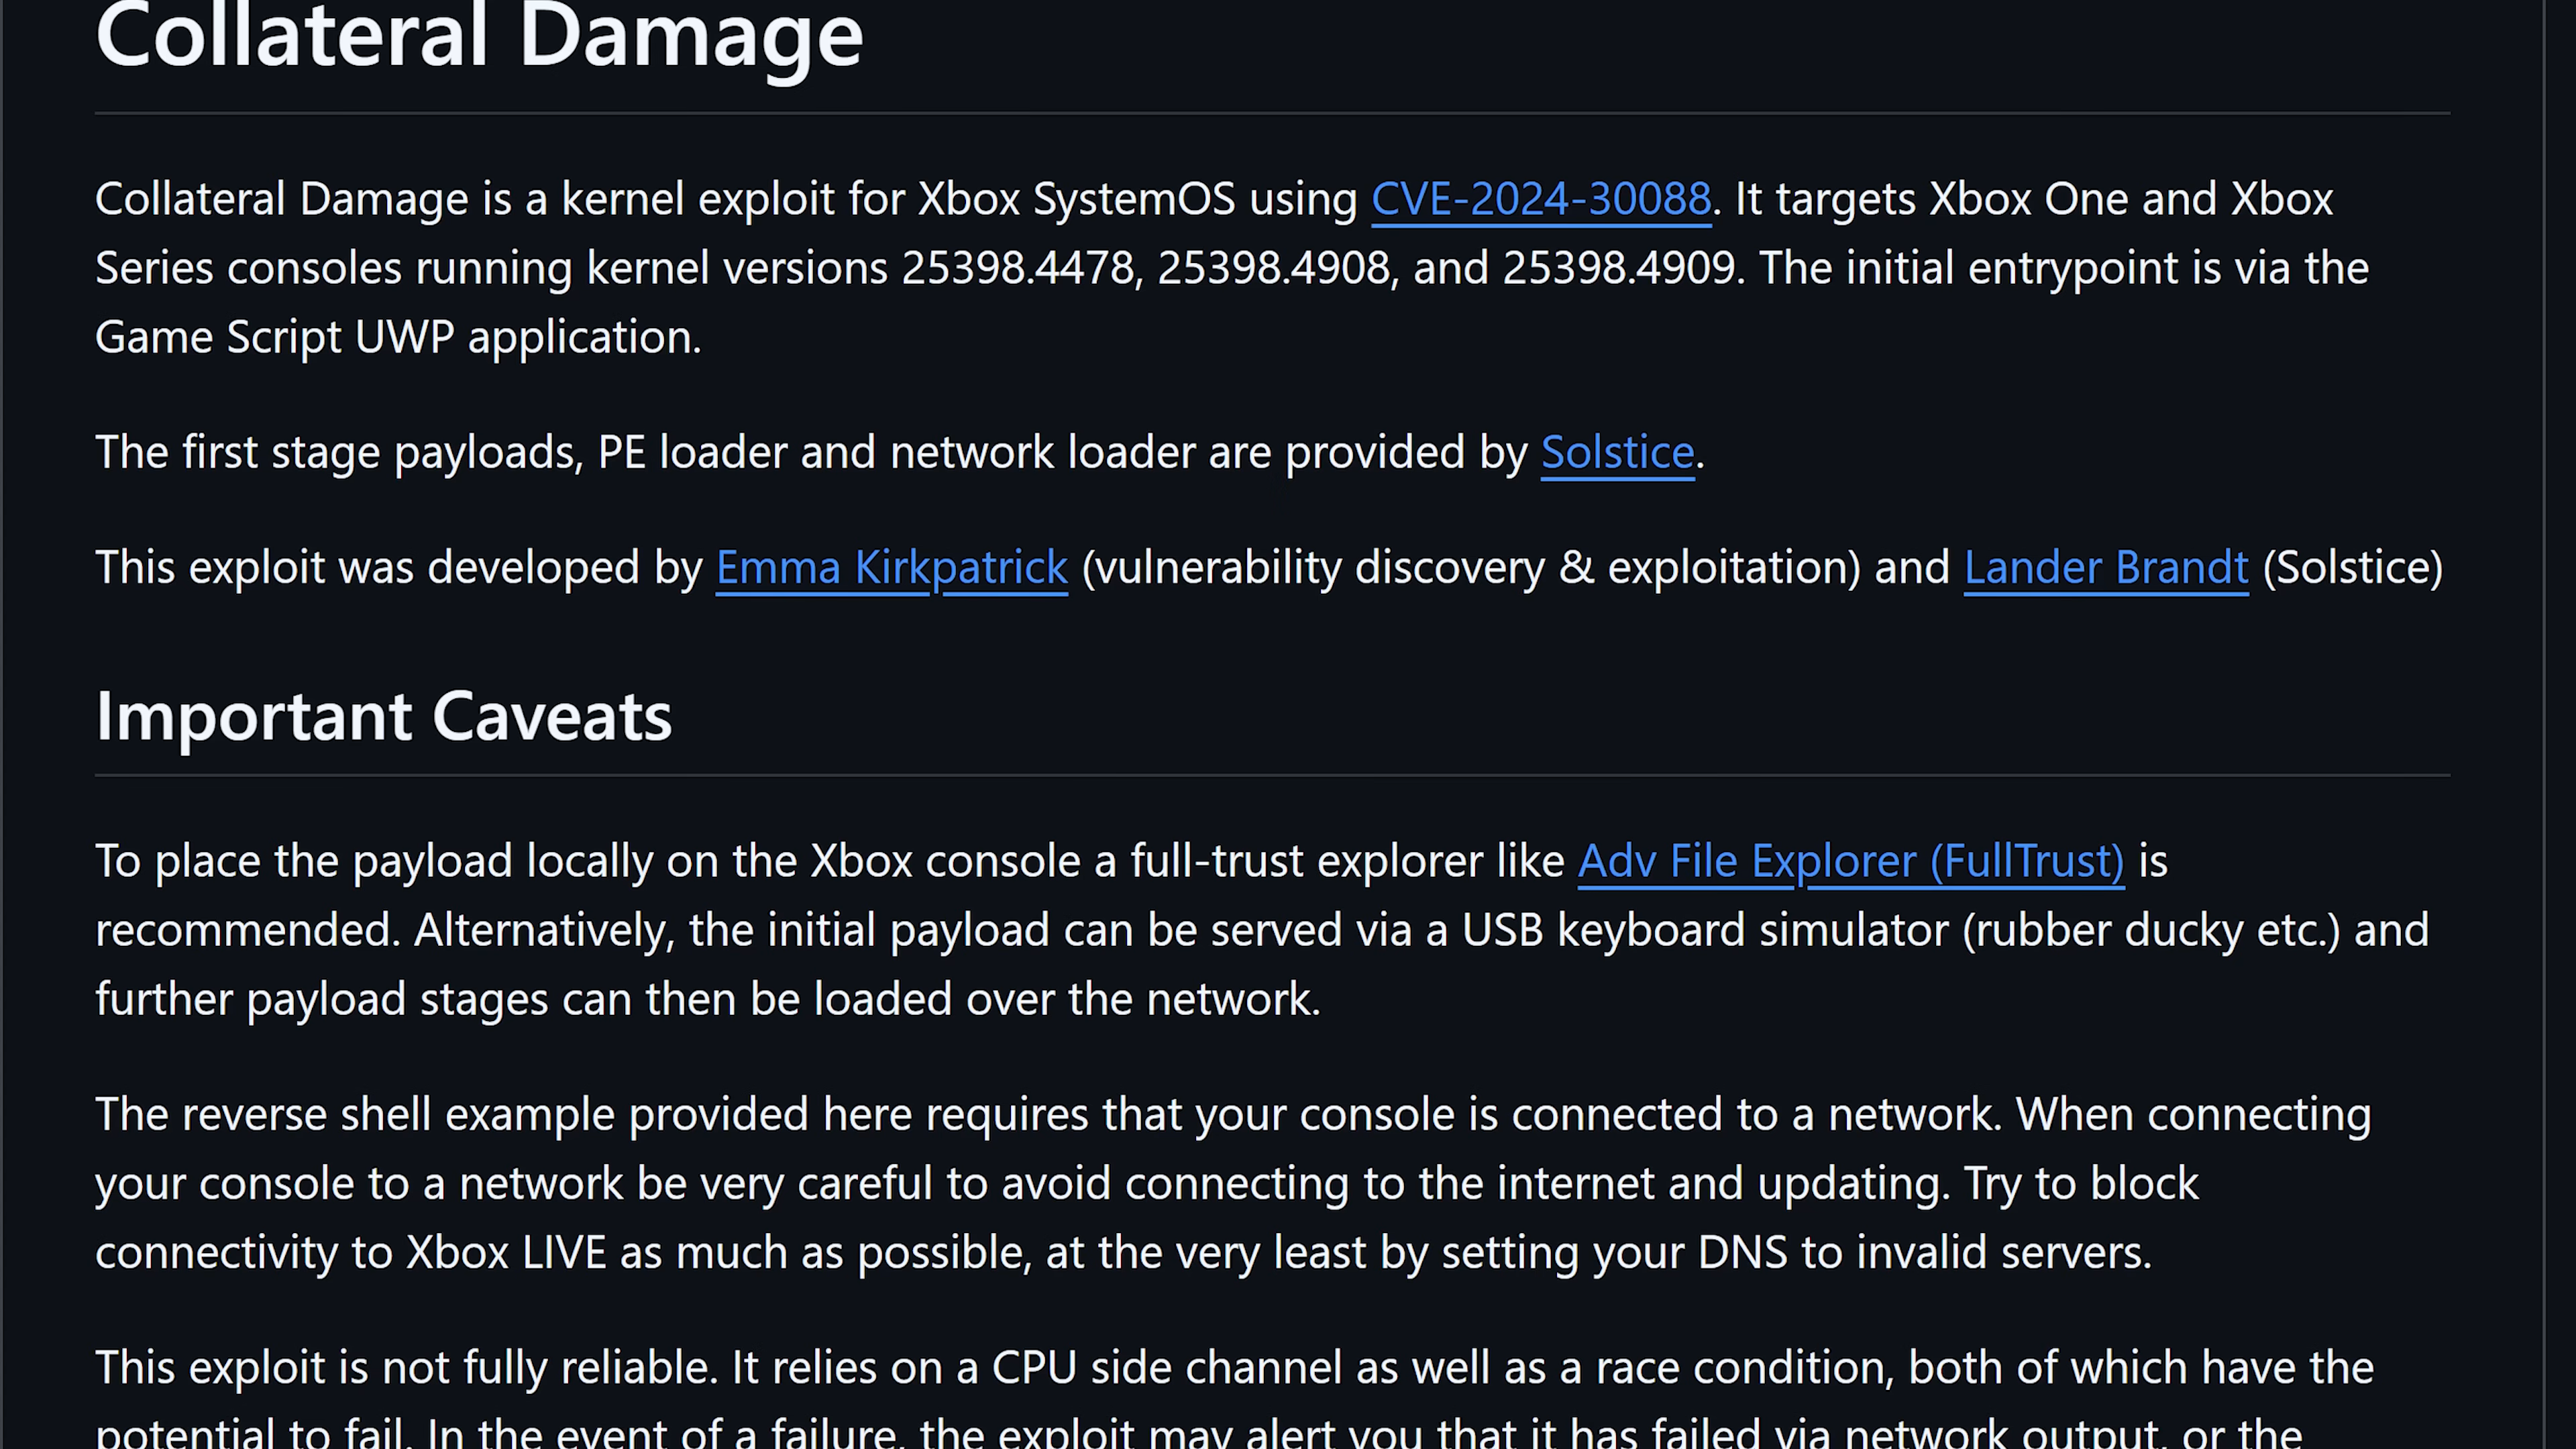 Collateral Damage
Collateral Damage is a kernel exploit for Xbox SystemOS using CVE-2024-30088. It targets Xbox One and Xbox
Series consoles running kernel versions 25398.4478, 25398.4908, and 25398.4909. The initial entrypoint is via the
Game Script UWP application.
The first stage payloads, PE loader and network loader are provided by Solstice.
This exploit was developed by Emma Kirkpatrick (vulnerability discovery & exploitation) and Lander Brandt (Solstice)
Important Caveats
To place the payload locally on the Xbox console a full-trust explorer like Adv File Explorer (FullTrust) is
recommended. Alternatively, the initial payload can be served via a USB keyboard simulator (rubber ducky etc.) and
further payload stages can then be loaded over the network.
The reverse shell example provided here requires that your console is connected to a network. When connecting
your console to a network be very careful to avoid connecting to the internet and updating. Try to block
connectivity to Xbox LIVE as much as possible, at the very least by setting your DNS to invalid servers.
This exploit is not fully reliable. It relies on a CPU side channel as well as a race condition, both of which have the
potential to fail. In the event of a failure, the exploit may alert you that it has failed via network output, or the